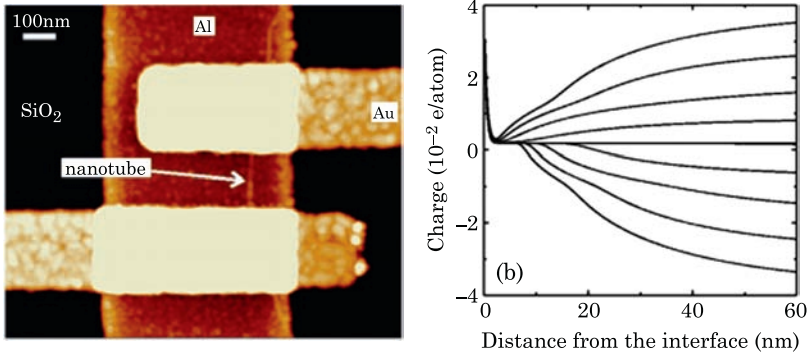 100nm
Al
SiO₂
Au
nanotube
Charge (10⁻² e/atom)
4
2
0
−2
−4
(b)
0
20
40
60
Distance from the interface (nm)